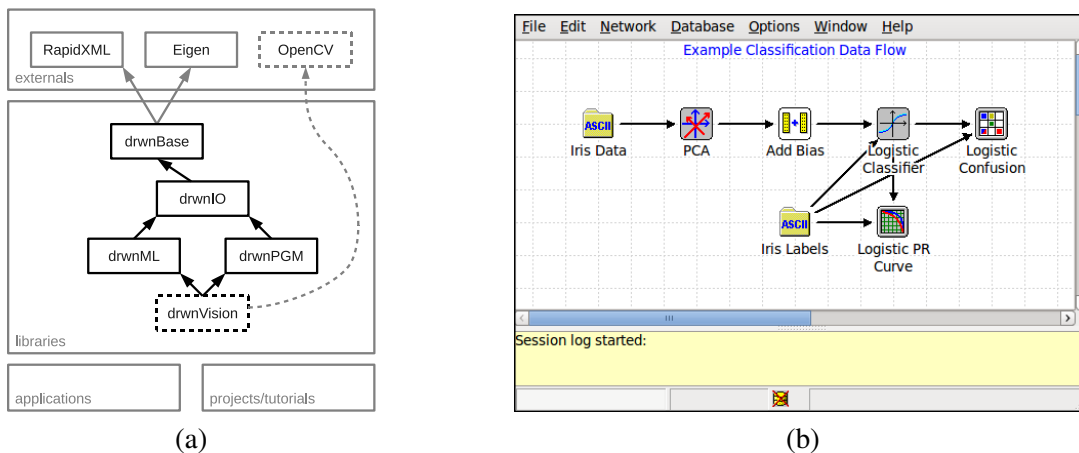 RapidXML
Eigen
OpenCV
externals
drwnBase
drwnIO
drwnML
drwnPGM
drwnVision
libraries
applications
projects/tutorials
(a)
File Edit Network Database Options Window Help
Example Classification Data Flow
ASCII
Iris Data
PCA
Add Bias
Logistic
Classifier
Logistic
Confusion
ASCII
Iris Labels
Logistic PR
Curve
Session log started:
(b)